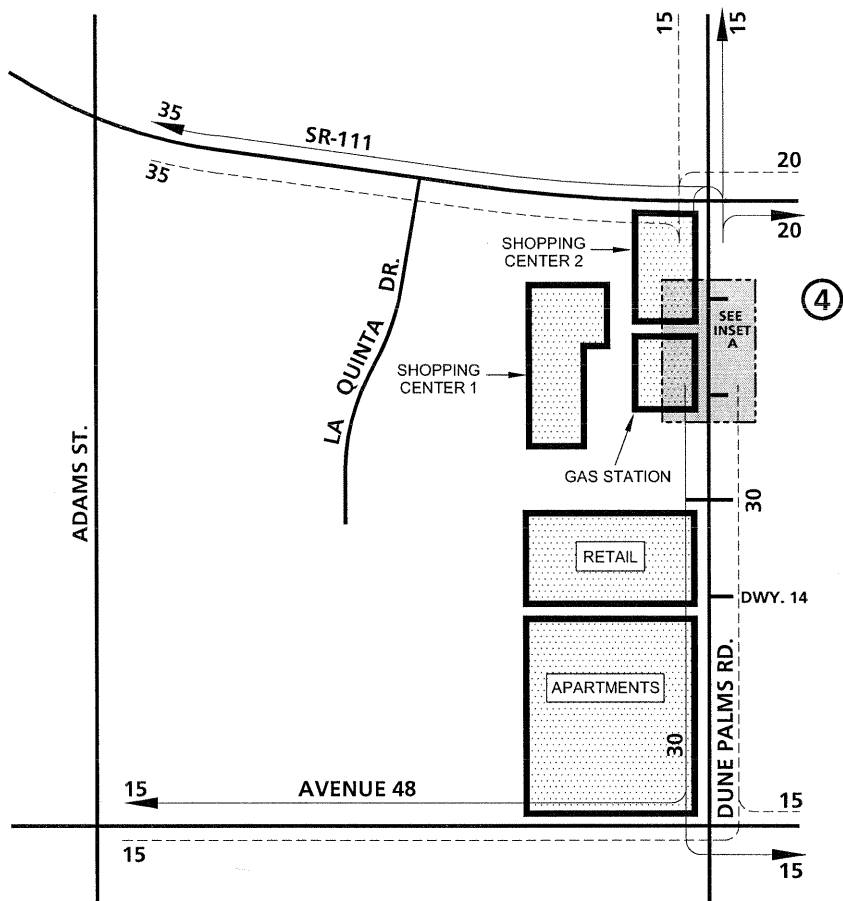 15
15
35
SR-111
35
20
20
SHOPPING
CENTER 2
4
SEE
INSET
A
LA QUINTA DR.
SHOPPING
CENTER 1
ADAMS ST.
GAS STATION
30
RETAIL
DWY. 14
APARTMENTS
DUNE PALMS RD.
30
15
AVENUE 48
15
15
15